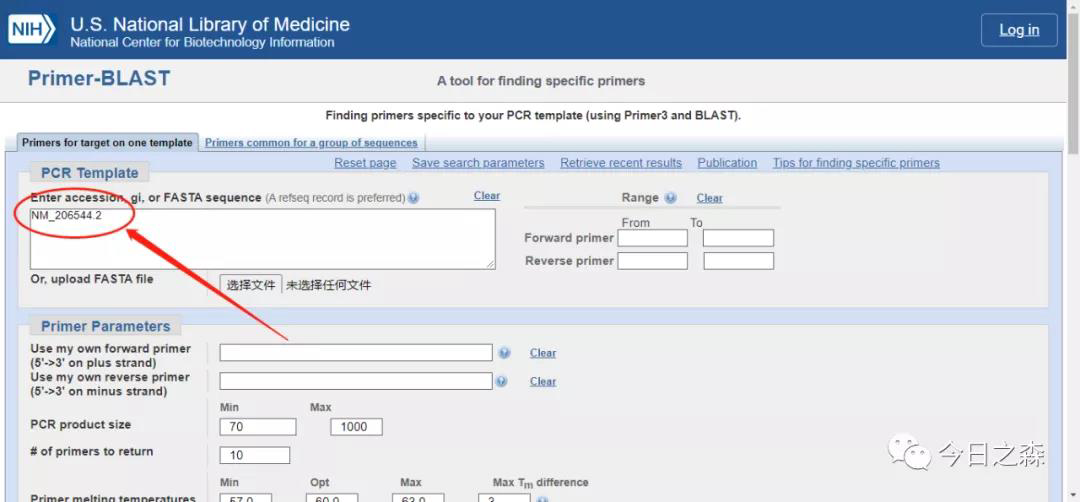 NIH U.S. National Library of Medicine
National Center for Biotechnology Information
Log in
Primer-BLAST A tool for finding specific primers
Finding primers specific to your PCR template (using Primer3 and BLAST).
Primers for target on one template Primers common for a group of sequences
Reset page Save search parameters Retrieve recent results Publication Tips for finding specific primers
PCR Template
Enter accession, gi, or FASTA sequence (A refseq record is preferred) Clear Range Clear
NM_206544.2
From To
Forward primer
Reverse primer
Or, upload FASTA file 选择文件 未选择任何文件
Primer Parameters
Use my own forward primer
(5'->3' on plus strand) Clear
Use my own reverse primer
(5'->3' on minus strand) Clear
Min Max
PCR product size 70 1000
# of primers to return 10
Min Opt Max Max Tm difference
Primer melting temperatures 57.0 60.0 63.0 3
今日之森